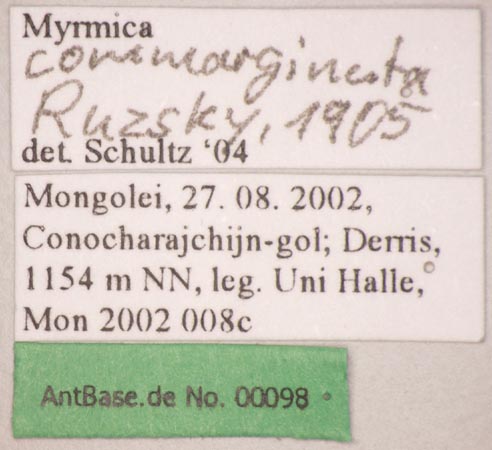 Myrmica
commarginata
Ruzsky, 1905
det. Schultz '04
Mongolei, 27. 08. 2002,
Conocharajchijn-gol; Derris,
1154 m NN, leg. Uni Halle,
Mon 2002 008c
AntBase.de No. 00098